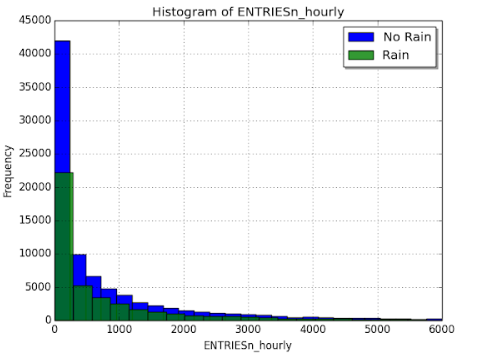 Histogram of ENTRIESn_hourly
No Rain
Rain
45000
40000
35000
30000
25000
20000
15000
10000
5000
0
Frequency
0 1000 2000 3000 4000 5000 6000
ENTRIESn_hourly